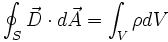 ∮_S D⃗ · dA⃗ = ∫_V ρdV